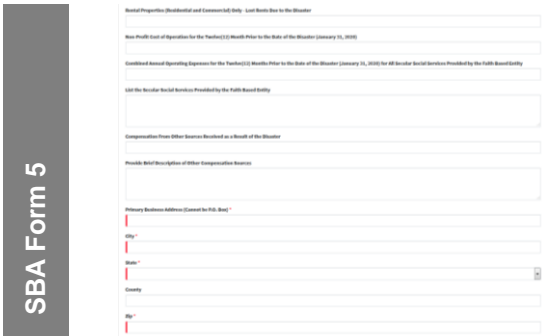 Rental Properties (Residential and Commercial) Only - Lost Rents Due to the Disaster
Non-Profit Cost of Operation for the Twelve(12) Month Prior to the Date of the Disaster (January 31, 2020)
Combined Annual Operating Expenses for the Twelve(12) Months Prior to the Date of the Disaster (January 31, 2020) for All Secular Social Services Provided by the Faith Based Entity
List the Secular Social Services Provided by the Faith Based Entity
Compensation From Other Sources Received as a Result of the Disaster
Provide Brief Description of Other Compensation Sources
Primary Business Address (Cannot be P.O. Box) *
City *
State *
County
Zip *
SBA Form 5